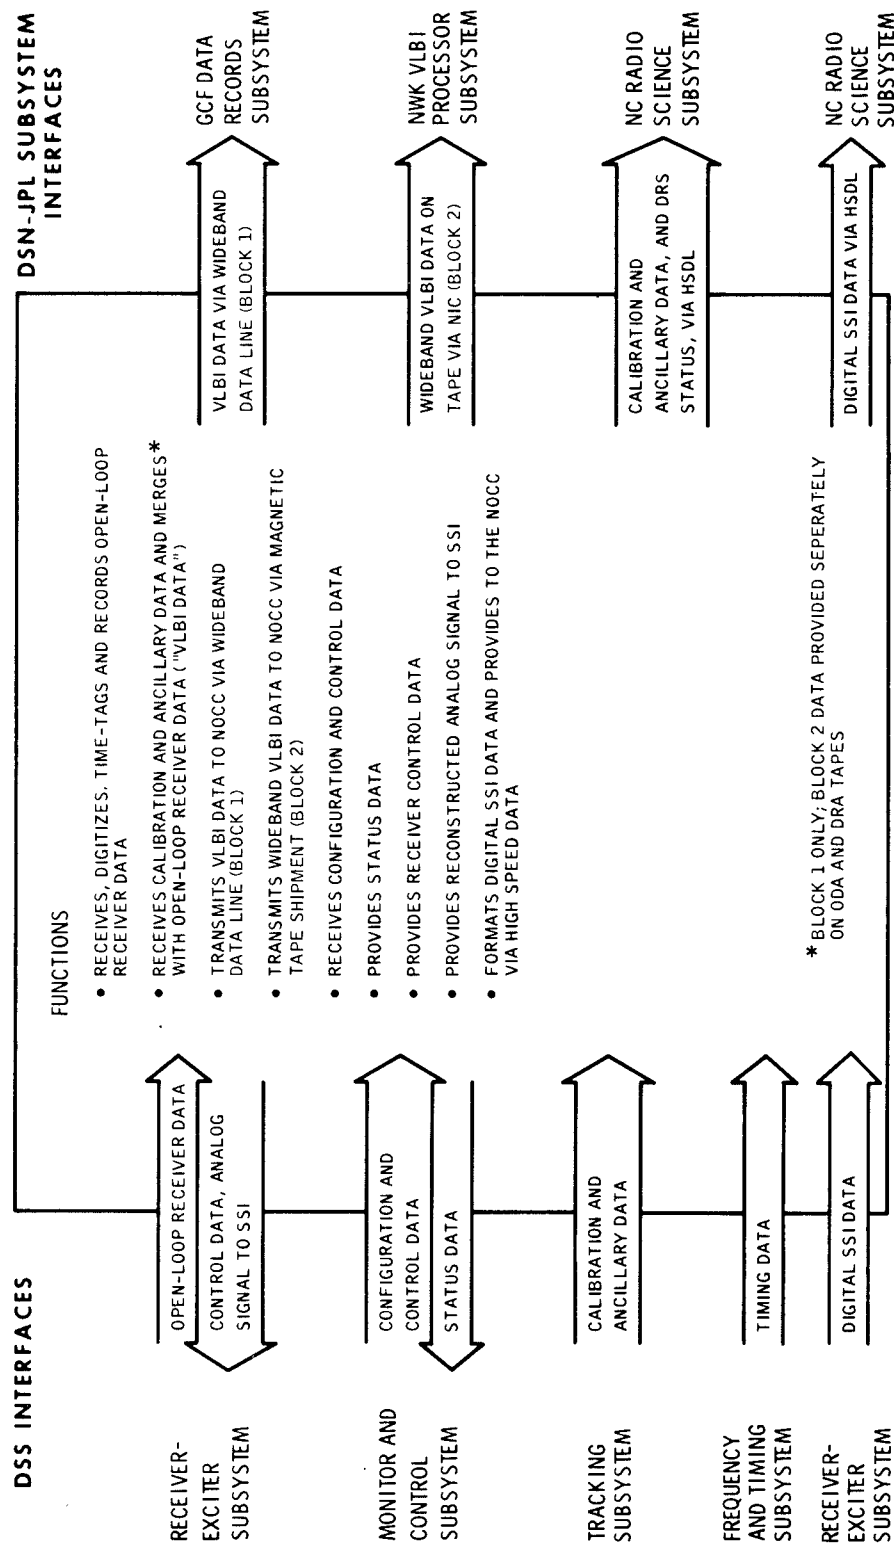 DSS INTERFACES
RECEIVER-
EXCITER
SUBSYSTEM
OPEN-LOOP RECEIVER DATA
CONTROL DATA, ANALOG
SIGNAL TO SSI
MONITOR AND
CONTROL
SUBSYSTEM
CONFIGURATION AND
CONTROL DATA
STATUS DATA
TRACKING
SUBSYSTEM
CALIBRATION AND
ANCILLARY DATA
FREQUENCY
AND TIMING
SUBSYSTEM
TIMING DATA
RECEIVER-
EXCITER
SUBSYSTEM
DIGITAL SSI DATA
FUNCTIONS
• RECEIVES, DIGITIZES, TIME-TAGS AND RECORDS OPEN-LOOP
RECEIVER DATA
• RECEIVES CALIBRATION AND ANCILLARY DATA AND MERGES*
WITH OPEN-LOOP RECEIVER DATA ("VLBI DATA")
• TRANSMITS VLBI DATA TO NOCC VIA WIDEBAND
DATA LINE (BLOCK 1)
• TRANSMITS WIDEBAND VLBI DATA TO NOCC VIA MAGNETIC
TAPE SHIPMENT (BLOCK 2)
• RECEIVES CONFIGURATION AND CONTROL DATA
• PROVIDES STATUS DATA
• PROVIDES RECEIVER CONTROL DATA
• PROVIDES RECONSTRUCTED ANALOG SIGNAL TO SSI
• FORMATS DIGITAL SSI DATA AND PROVIDES TO THE NOCC
VIA HIGH SPEED DATA
* BLOCK 1 ONLY; BLOCK 2 DATA PROVIDED SEPERATELY
ON ODA AND DRA TAPES
DSN-JPL SUBSYSTEM
INTERFACES
VLBI DATA VIA WIDEBAND
DATA LINE (BLOCK 1)
GCF DATA
RECORDS
SUBSYSTEM
WIDEBAND VLBI DATA ON
TAPE VIA NIC (BLOCK 2)
NWK VLBI
PROCESSOR
SUBSYSTEM
CALIBRATION AND
ANCILLARY DATA, AND DRS
STATUS, VIA HSDL
NC RADIO
SCIENCE
SUBSYSTEM
DIGITAL SSI DATA VIA HSDL
NC RADIO
SCIENCE
SUBSYSTEM